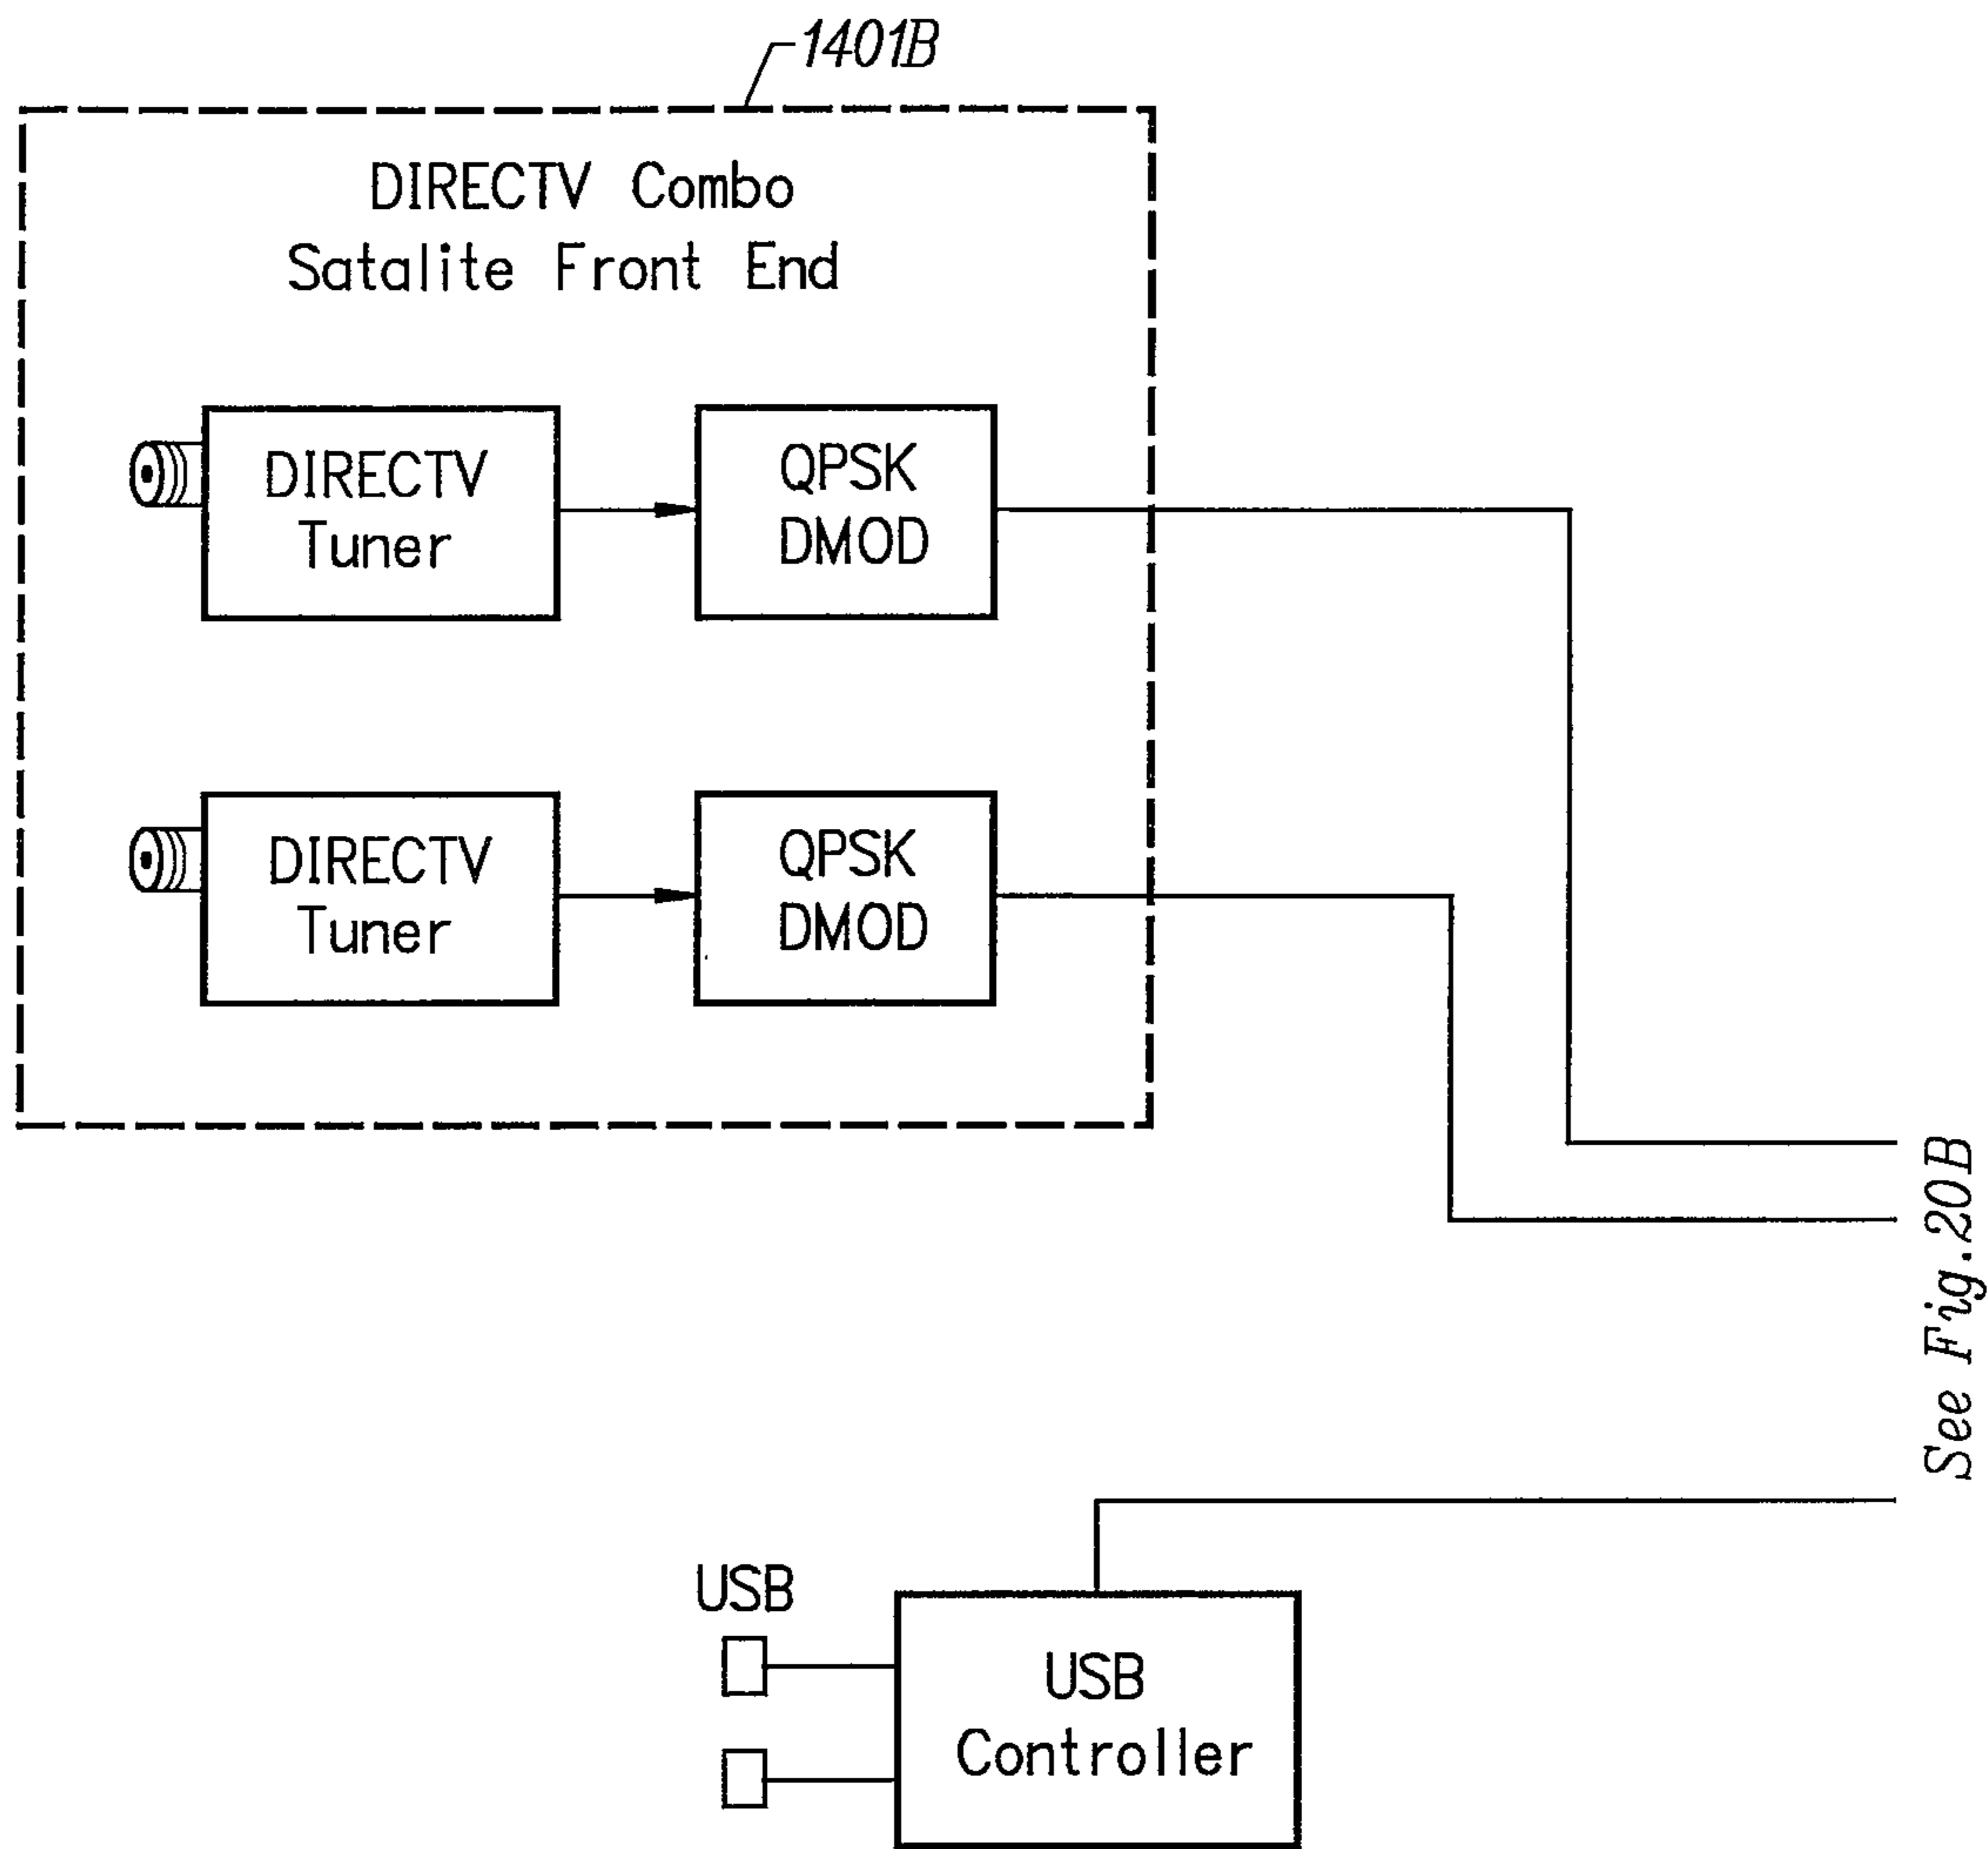 1401B
DIRECTV Combo
Satalite Front End
DIRECTV
Tuner
QPSK
DMOD
DIRECTV
Tuner
QPSK
DMOD
See Fig.20B
USB
USB
Controller